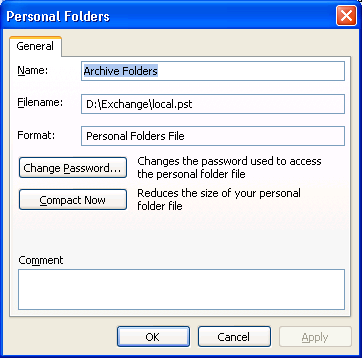 Personal Folders
General
Name: Archive Folders
Filename: D:\Exchange\local.pst
Format: Personal Folders File
Change Password... Changes the password used to access
the personal folder file
Compact Now Reduces the size of your personal
folder file
Comment
OK Cancel Apply